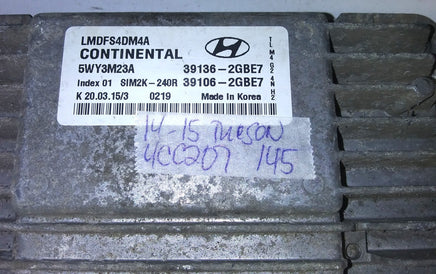 LMDFS4DM4A
CONTINENTAL
5WY3M23A 39136-2GBE7
Index 01 SIM2K-240R 39106-2GBE7
K 20.03.15/3 0219 Made in Korea
TLM4G24NH2
14-15 TUCSON
4CC207 145